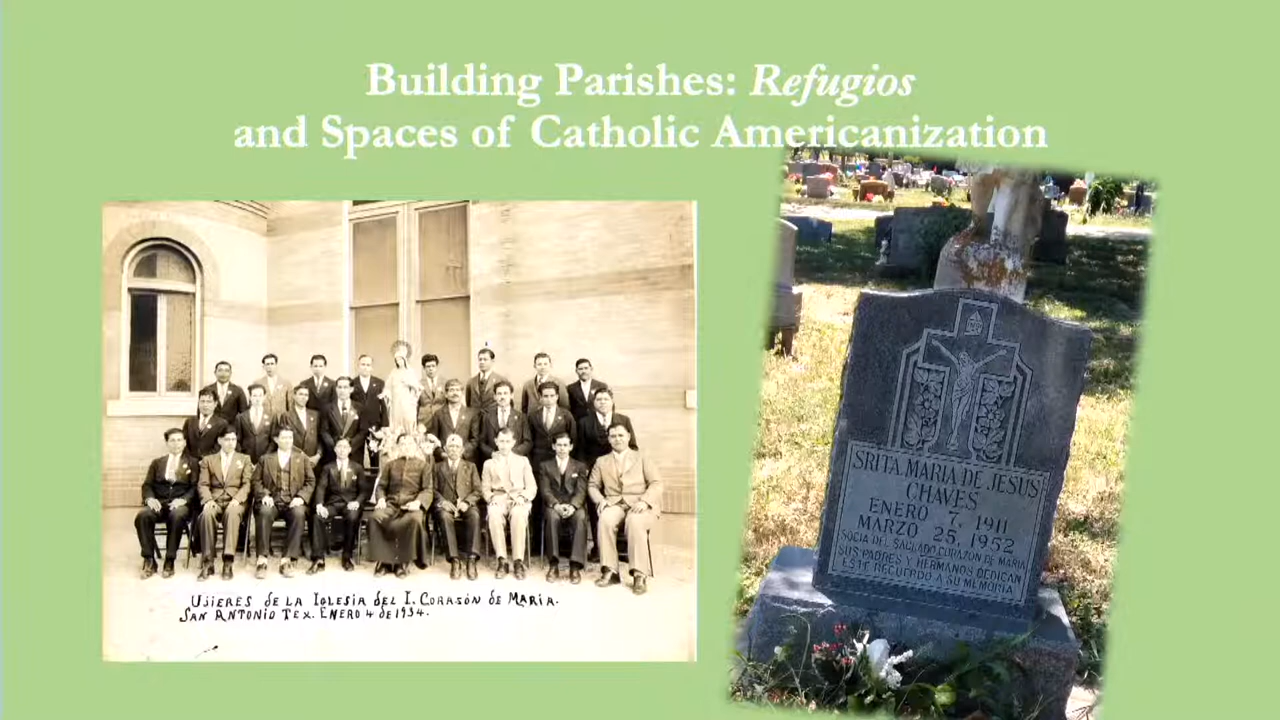 Building Parishes: Refugios
and Spaces of Catholic Americanization
UJIERES DE LA IGLESIA DEL I. CORASÓN DE MARIA.
SAN ANTONIO TEX. ENERO 4 DE 1934.
SRITA. MARIA DE JESUS
CHAVES
ENERO 7, 1911
MARZO 25, 1952
SOCIA DEL SAGRADO CORAZON DE MARIA
SUS PADRES Y HERMANOS DEDICAN
ESTE RECUERDO A SU MEMORIA